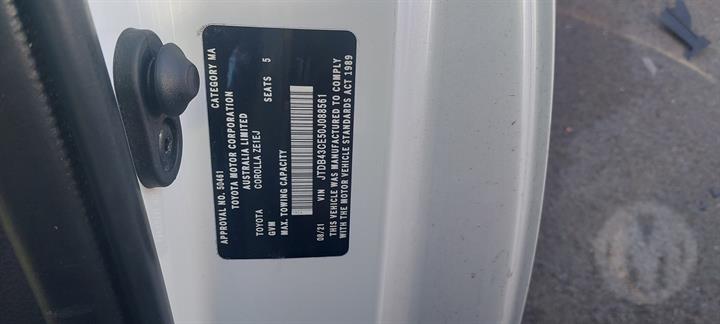 APPROVAL NO. 50461 CATEGORY MA
TOYOTA MOTOR CORPORATION
AUSTRALIA LIMITED
TOYOTA COROLLA ZE1EJ
GVM SEATS 5
MAX. TOWING CAPACITY
08/21 VIN JTDB43CE50J088561
THIS VEHICLE WAS MANUFACTURED TO COMPLY
WITH THE MOTOR VEHICLE STANDARDS ACT 1989